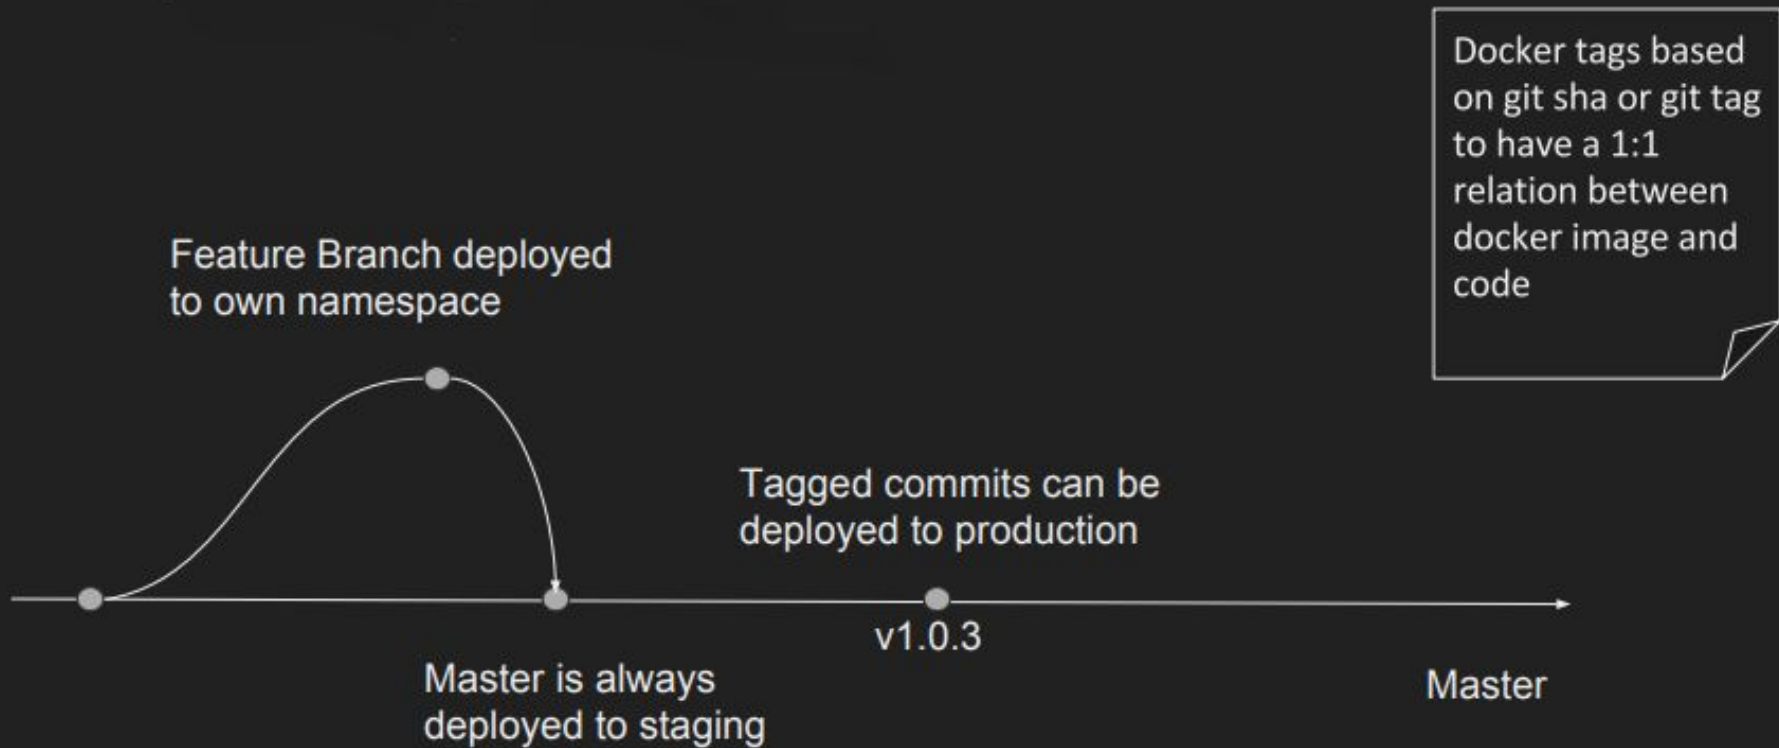 Docker tags based
on git sha or git tag
to have a 1:1
relation between
docker image and
code
Feature Branch deployed
to own namespace
Tagged commits can be
deployed to production
v1.0.3
Master is always
deployed to staging
Master